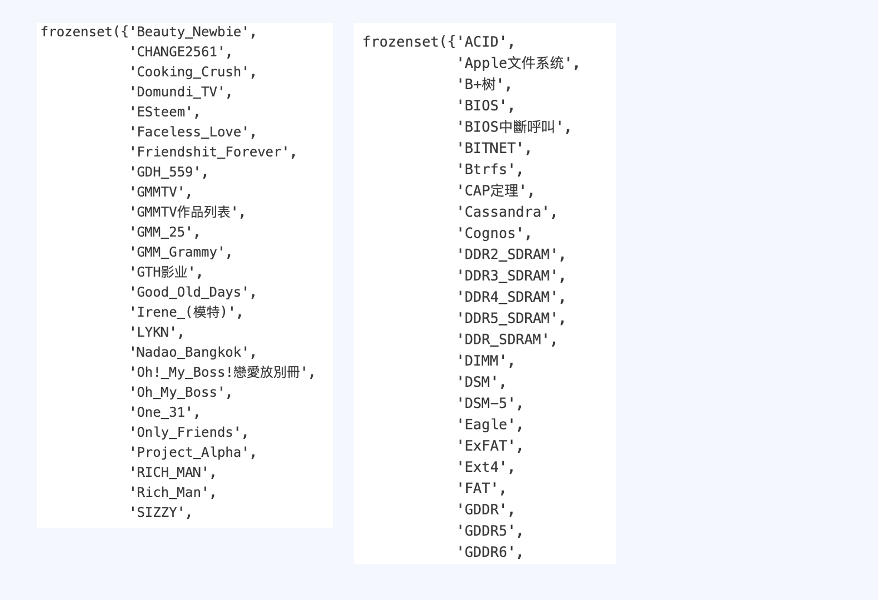 frozenset({'Beauty_Newbie',
'CHANGE2561',
'Cooking_Crush',
'Domundi_TV',
'ESteem',
'Faceless_Love',
'Friendshit_Forever',
'GDH_559',
'GMMTV',
'GMMTV作品列表',
'GMM_25',
'GMM_Grammy',
'GTH影业',
'Good_Old_Days',
'Irene_(模特)',
'LYKN',
'Nadao_Bangkok',
'Oh!_My_Boss!戀愛放別冊',
'Oh_My_Boss',
'One_31',
'Only_Friends',
'Project_Alpha',
'RICH_MAN',
'Rich_Man',
'SIZZY',
frozenset({'ACID',
'Apple文件系统',
'B+树',
'BIOS',
'BIOS中斷呼叫',
'BITNET',
'Btrfs',
'CAP定理',
'Cassandra',
'Cognos',
'DDR2_SDRAM',
'DDR3_SDRAM',
'DDR4_SDRAM',
'DDR5_SDRAM',
'DDR_SDRAM',
'DIMM',
'DSM',
'DSM-5',
'Eagle',
'ExFAT',
'Ext4',
'FAT',
'GDDR',
'GDDR5',
'GDDR6',